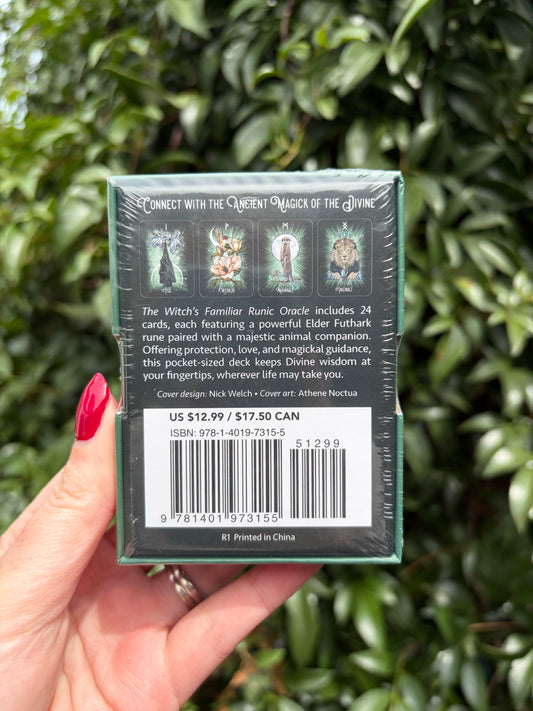 Connect with the Ancient Magick of the Divine
The Witch's Familiar Runic Oracle includes 24
cards, each featuring a powerful Elder Futhark
rune paired with a majestic animal companion.
Offering protection, love, and magickal guidance,
this pocket-sized deck keeps Divine wisdom at
your fingertips, wherever life may take you.
Cover design: Nick Welch • Cover art: Athene Noctua
US $12.99 / $17.50 CAN
ISBN: 978-1-4019-7315-5
51299
9 781401 973155
R1 Printed in China